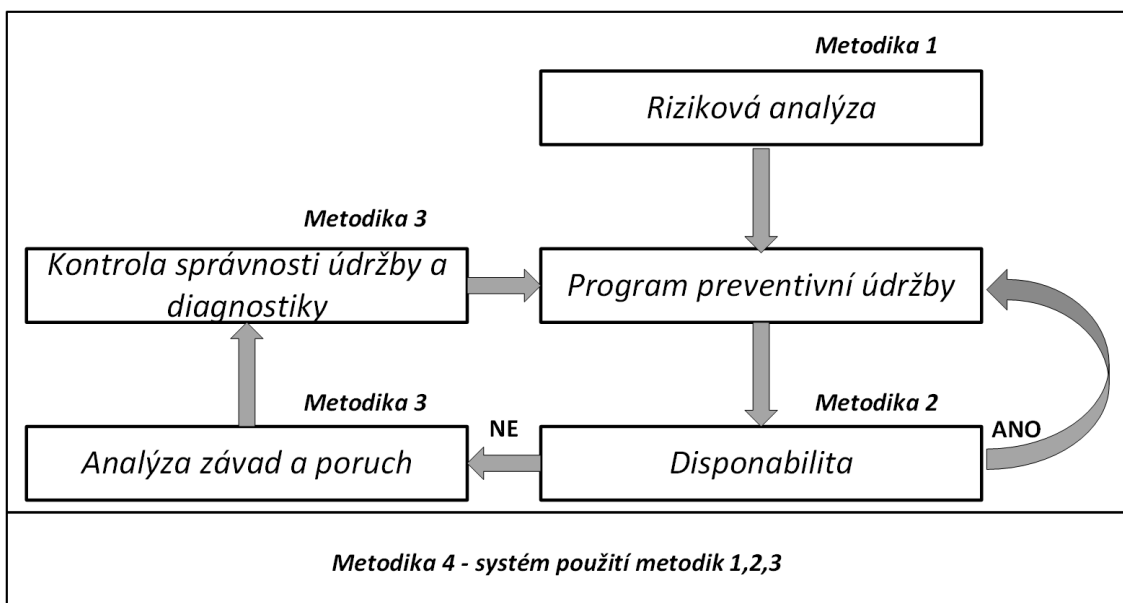 Metodika 1
Riziková analýza
Metodika 3
Kontrola správnosti údržby a
diagnostiky
Program preventivní údržby
Metodika 3
Metodika 2
NE
ANO
Analýza závad a poruch
Disponabilita
Metodika 4 - systém použití metodik 1,2,3